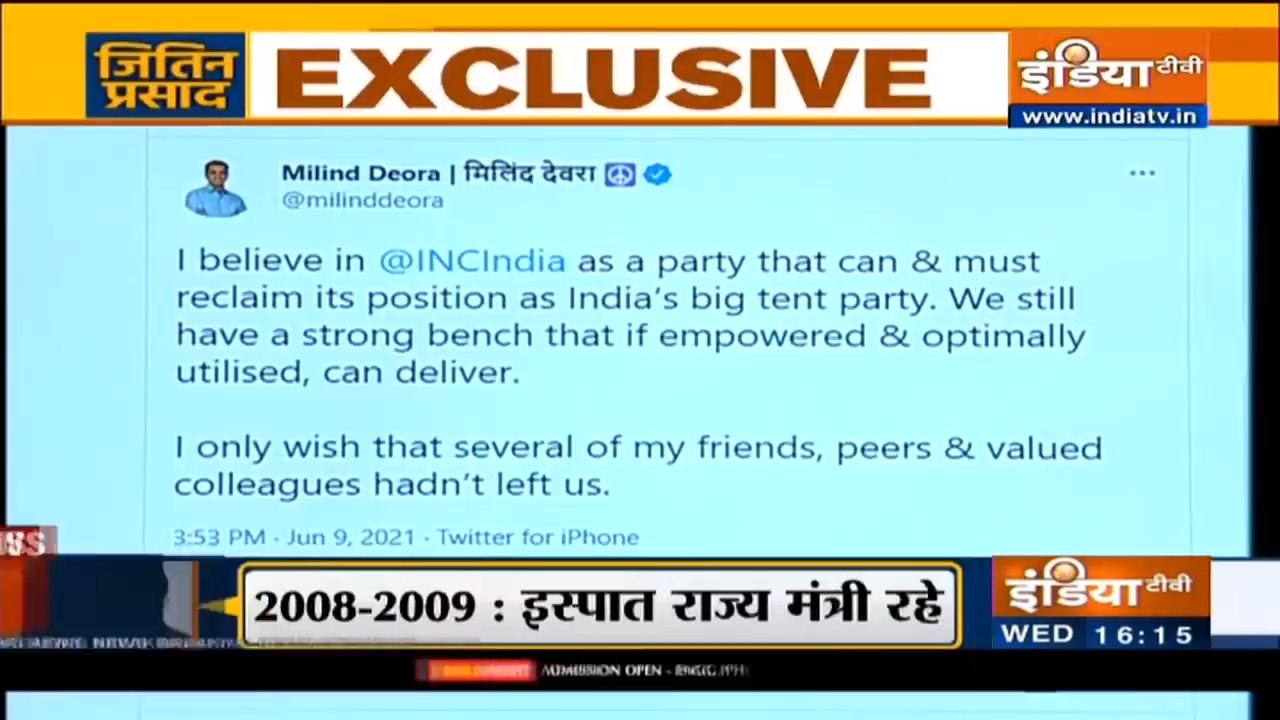 जितिन
प्रसाद
EXCLUSIVE
इंडिया टीवी
www.indiatv.in
Milind Deora | मिलिंद देवरा
@milinddeora
I believe in @INCIndia as a party that can & must
reclaim its position as India's big tent party. We still
have a strong bench that if empowered & optimally
utilised, can deliver.
I only wish that several of my friends, peers & valued
colleagues hadn't left us.
3:53 PM · Jun 9, 2021 · Twitter for iPhone
2008-2009 : इस्पात राज्य मंत्री रहे
इंडिया टीवी
WED 16:15
ADMISSION OPEN -